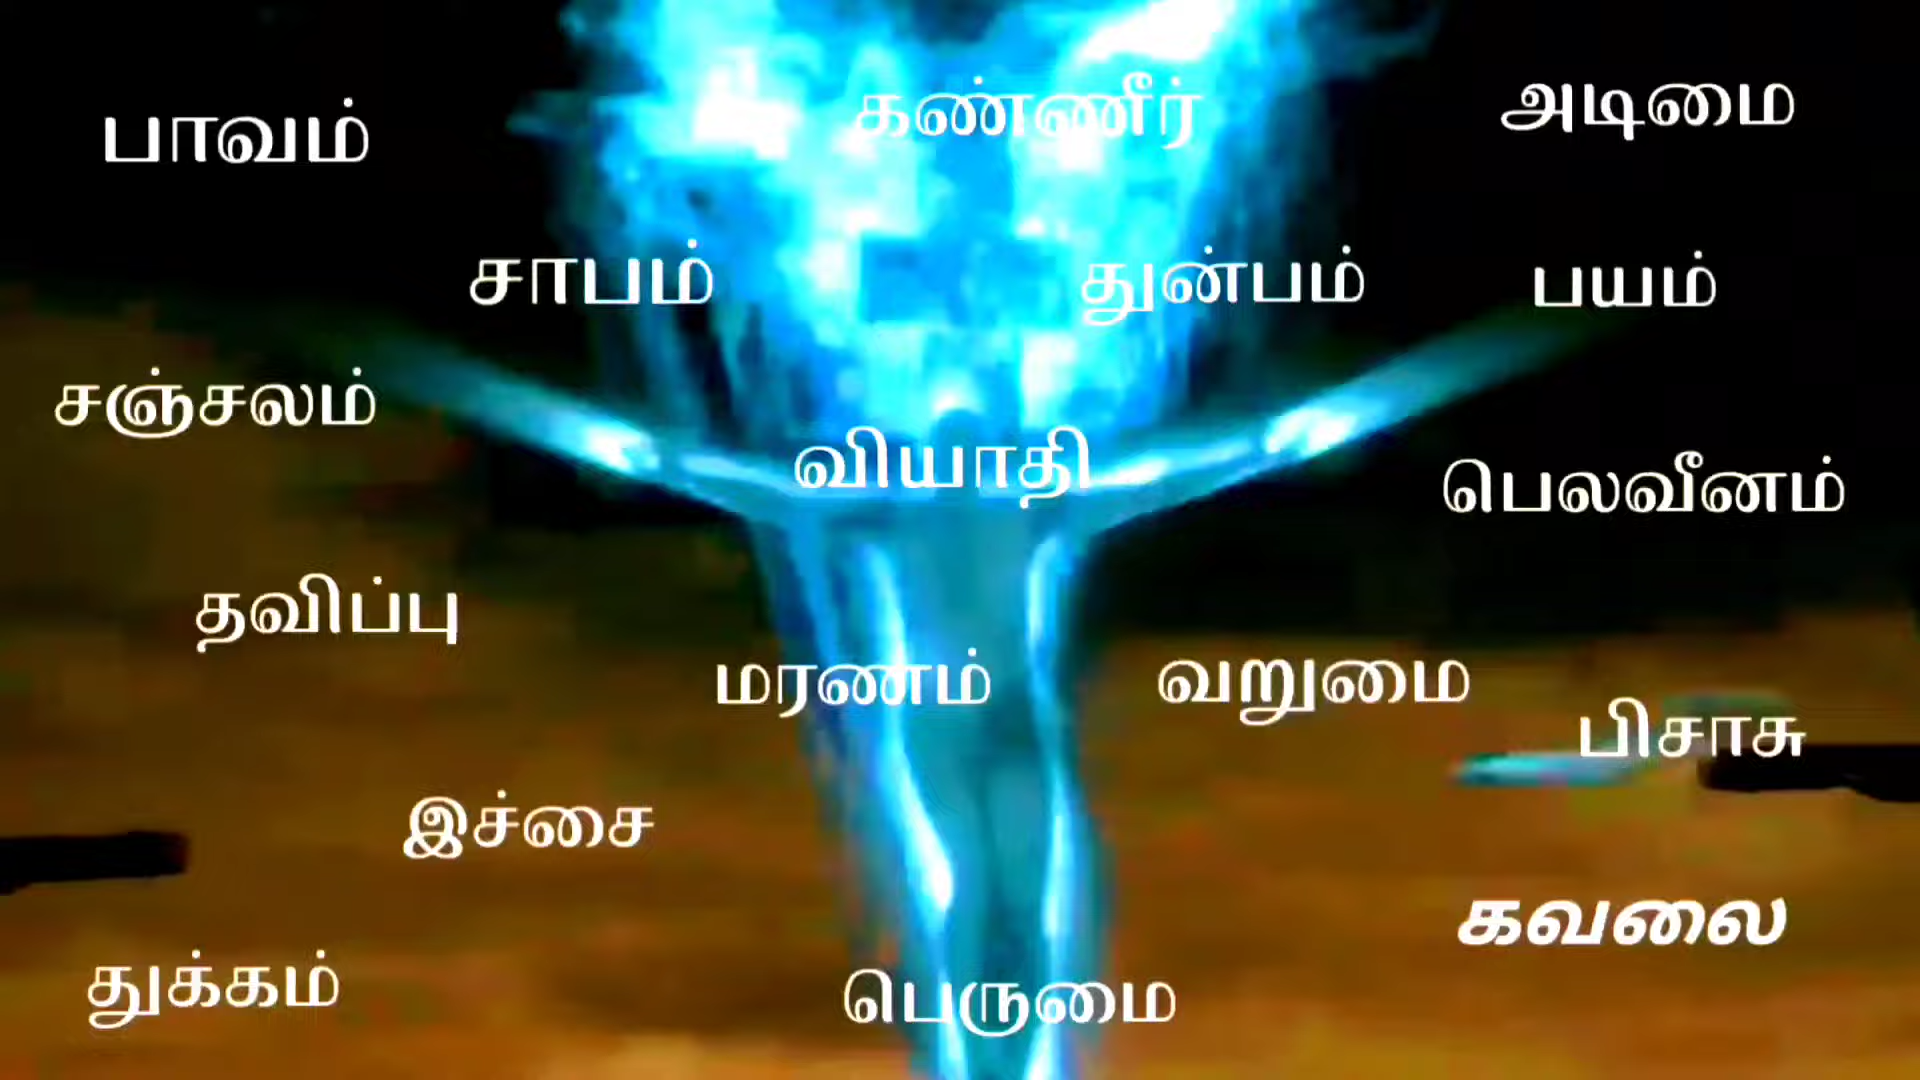 பாவம்
கண்ணீர்
அடிமை
சாபம்
துன்பம்
பயம்
சஞ்சலம்
வியாதி
பெலவீனம்
தவிப்பு
மரணம்
வறுமை
பிசாசு
இச்சை
கவலை
துக்கம்
பெருமை